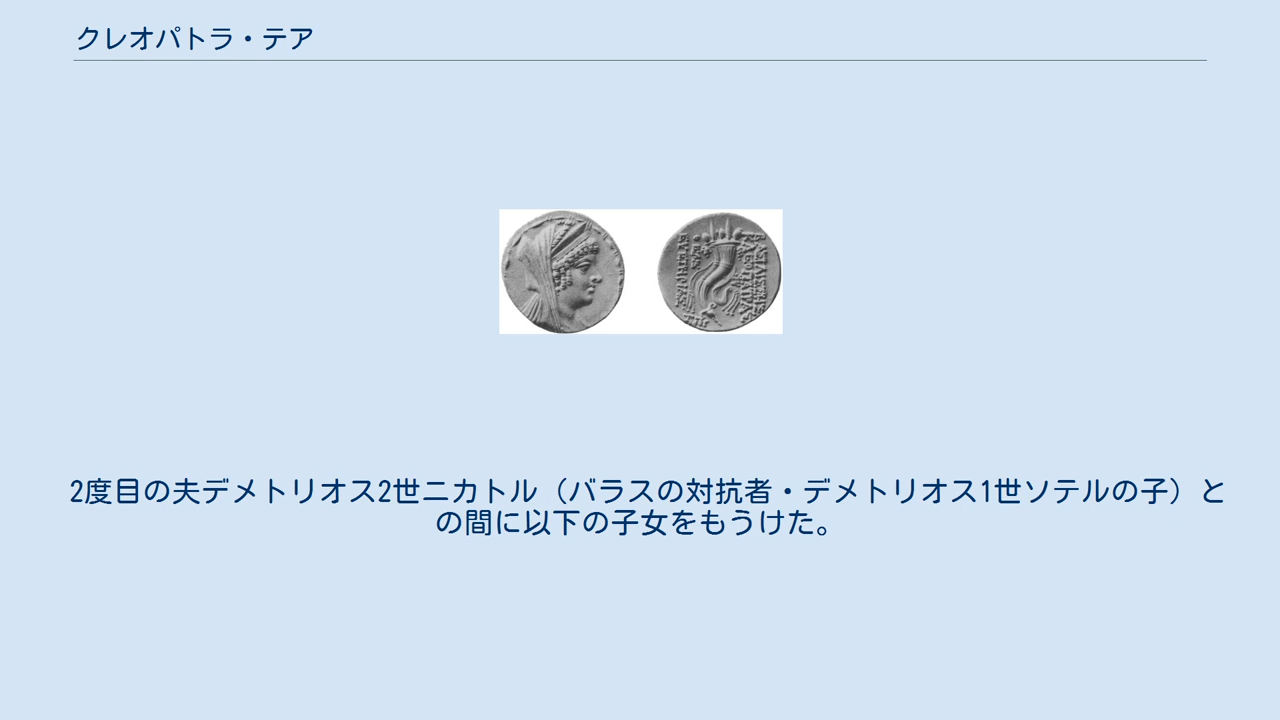 クレオパトラ・テア
2度目の夫デメトリオス2世ニカトル（バラスの対抗者・デメトリオス1世ソテルの子）と
の間に以下の子女をもうけた。